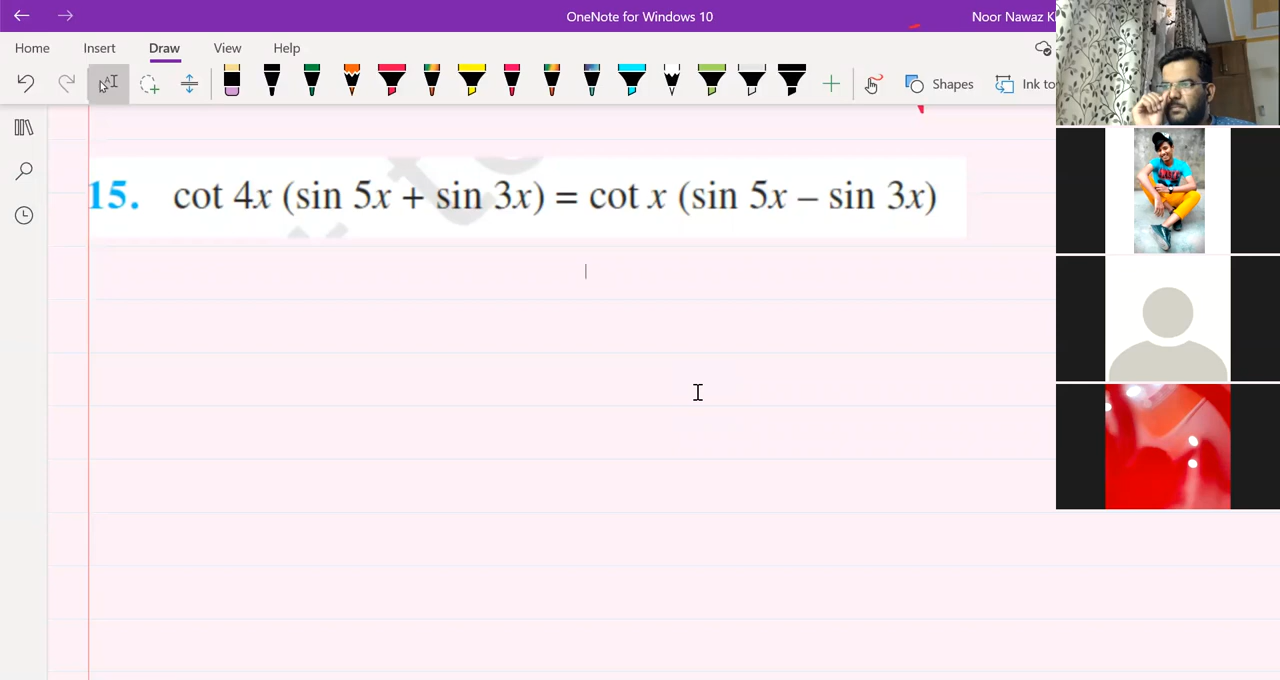 OneNote for Windows 10
Noor Nawaz K
Home Insert Draw View Help
Shapes Ink to
15. cot 4x (sin 5x + sin 3x) = cot x (sin 5x – sin 3x)